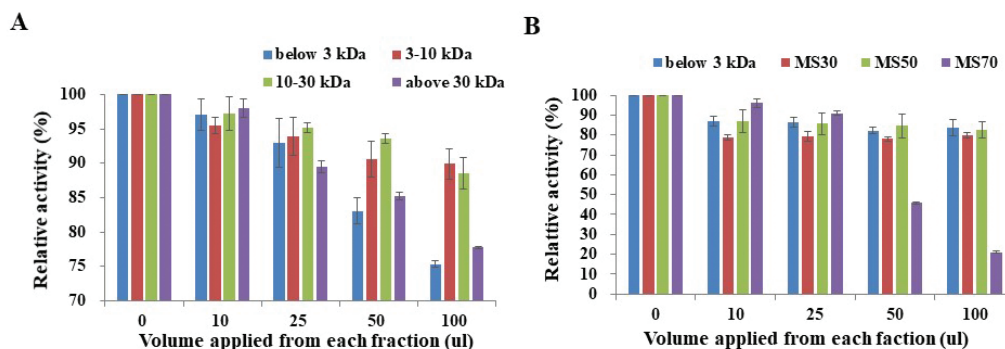 A
below 3 kDa 3-10 kDa
10-30 kDa above 30 kDa
Relative activity (%)
100
95
90
85
80
75
70
0 10 25 50 100
Volume applied from each fraction (ul)
B
below 3 kDa MS30 MS50 MS70
Relattive activity (%)
100
90
80
70
60
50
40
30
20
10
0
0 10 25 50 100
Volume applied from each faction (ul)